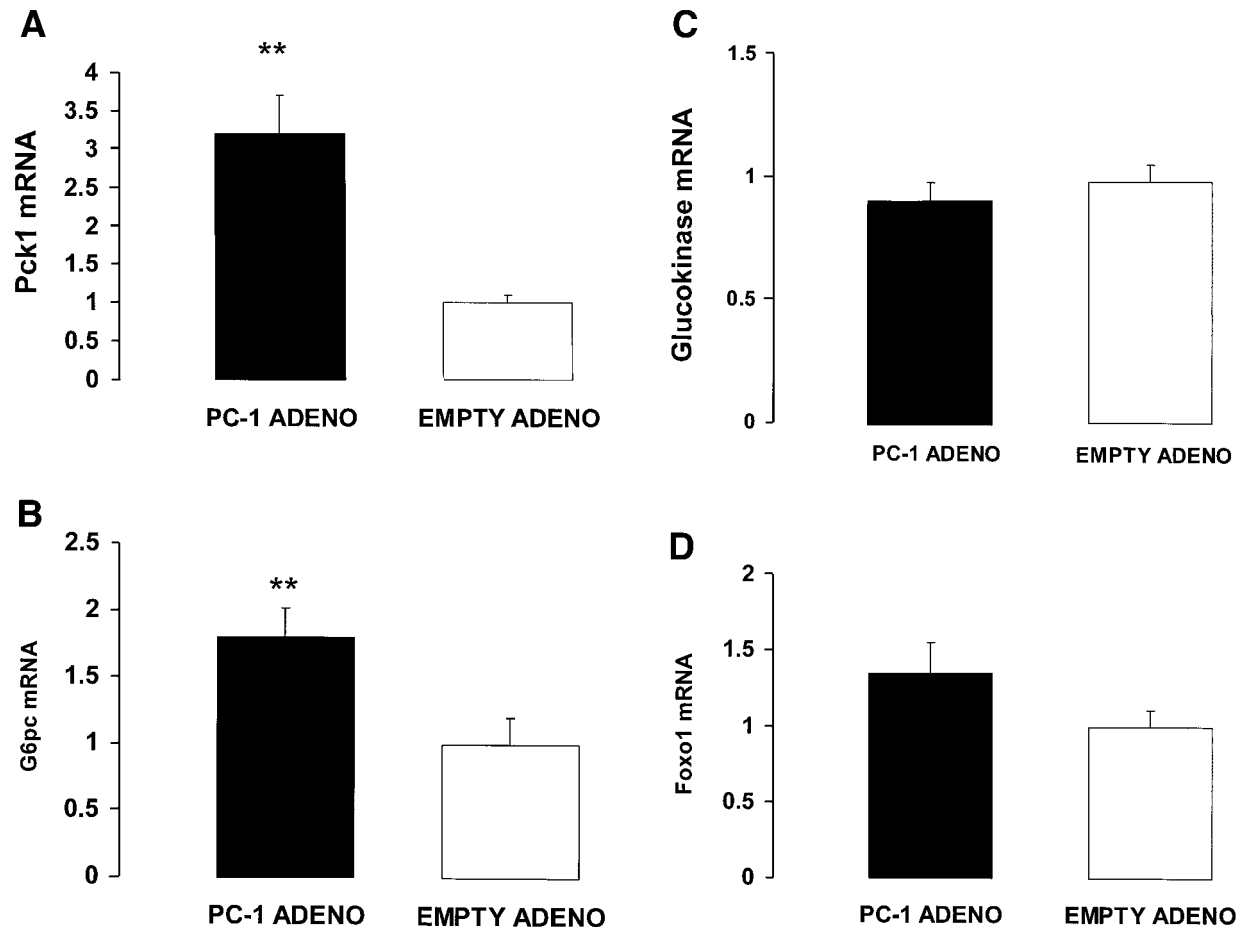 A
**
4
3.5
3
2.5
2
1.5
1
0.5
0
Pck1 mRNA
PC-1 ADENO EMPTY ADENO
B
**
2.5
2
1.5
1
0.5
0
G6pc mRNA
PC-1 ADENO EMPTY ADENO
C
1.5
1
0.5
0
Glucokinase mRNA
PC-1 ADENO EMPTY ADENO
D
2
1.5
1
0.5
0
Foxo1 mRNA
PC-1 ADENO EMPTY ADENO